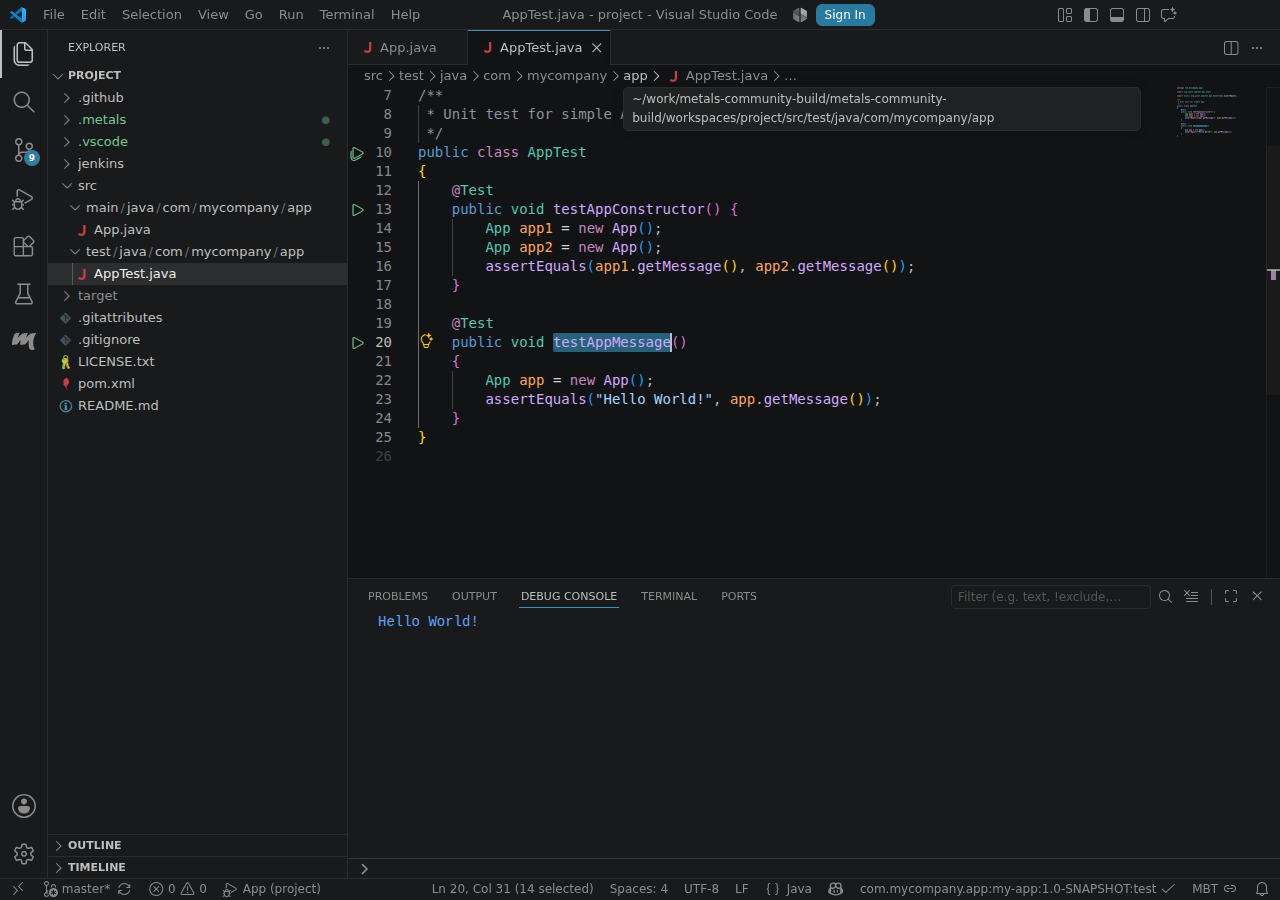 File Edit Selection View Go Run Terminal Help AppTest.java - project - Visual Studio Code Sign In
EXPLORER
PROJECT
.github
.metals
.vscode
jenkins
src
main/java/com/mycompany/app
App.java
test/java/com/mycompany/app
AppTest.java
target
.gitattributes
.gitignore
LICENSE.txt
pom.xml
README.md
OUTLINE
TIMELINE
9
App.java AppTest.java
src > test > java > com > mycompany > app > AppTest.java > ...
~/work/metals-community-build/metals-community-
build/workspaces/project/src/test/java/com/mycompany/app
7 /**
8 * Unit test for simple
9 */
10 public class AppTest
11 {
12 @Test
13 public void testAppConstructor() {
14 App app1 = new App();
15 App app2 = new App();
16 assertEquals(app1.getMessage(), app2.getMessage());
17 }
18
19 @Test
20 public void testAppMessage()
21 {
22 App app = new App();
23 assertEquals("Hello World!", app.getMessage());
24 }
25 }
26
PROBLEMS OUTPUT DEBUG CONSOLE TERMINAL PORTS Filter (e.g. text, !exclude,...
Hello World!
master* 0 0 App (project) Ln 20, Col 31 (14 selected) Spaces: 4 UTF-8 LF { } Java com.mycompany.app:my-app:1.0-SNAPSHOT:test MBT